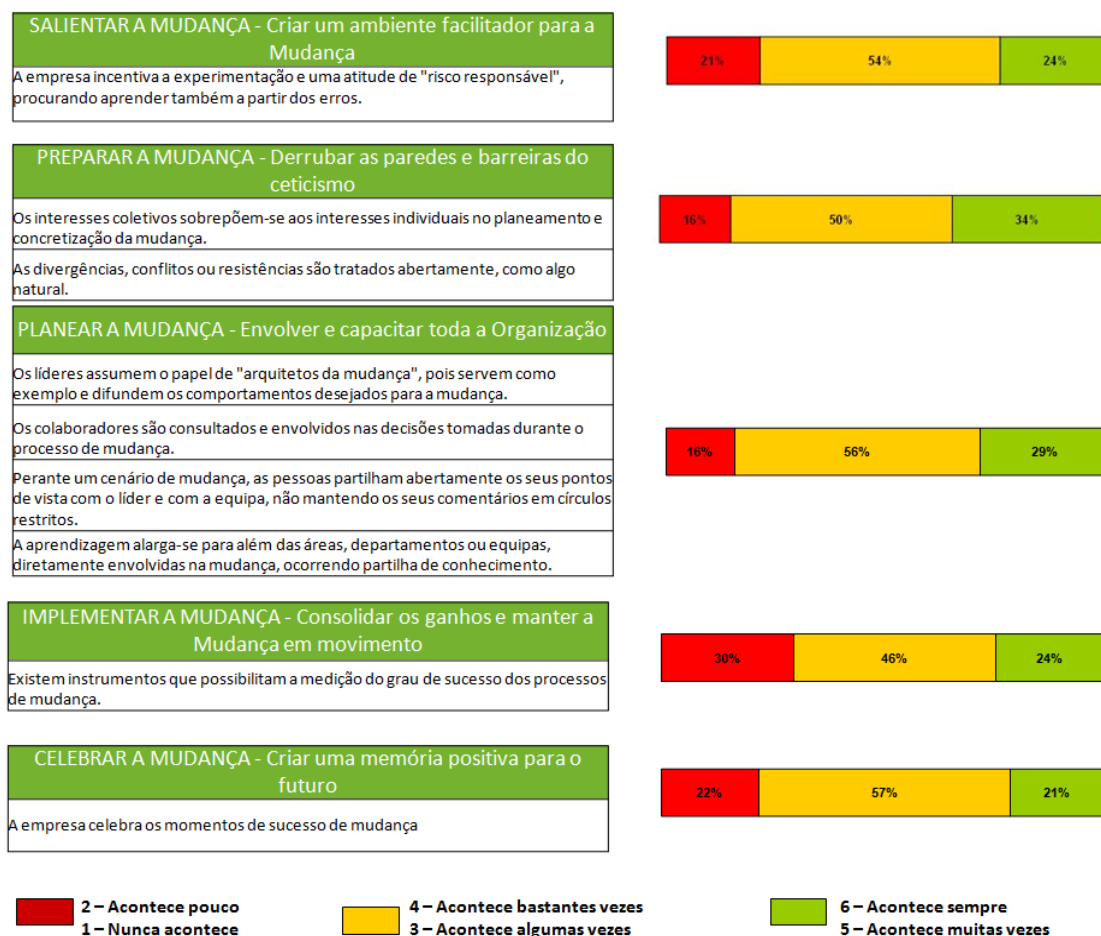 SALIENTAR A MUDANÇA - Criar um ambiente facilitador para a
Mudança
A empresa incentiva a experimentação e uma atitude de "risco responsável",
procurando aprender também a partir dos erros.
21% 54% 24%
PREPARAR A MUDANÇA - Derrubar as paredes e barreiras do
ceticismo
Os interesses coletivos sobrepõem-se aos interesses individuais no planeamento e
concretização da mudança.
As divergências, conflitos ou resistências são tratados abertamente, como algo
natural.
16% 50% 34%
PLANEAR A MUDANÇA - Envolver e capacitar toda a Organização
Os líderes assumem o papel de "arquitetos da mudança", pois servem como
exemplo e difundem os comportamentos desejados para a mudança.
Os colaboradores são consultados e envolvidos nas decisões tomadas durante o
processo de mudança.
Perante um cenário de mudança, as pessoas partilham abertamente os seus pontos
de vista com o líder e com a equipa, não mantendo os seus comentários em círculos
restritos.
A aprendizagem alarga-se para além das áreas, departamentos ou equipas,
diretamente envolvidas na mudança, ocorrendo partilha de conhecimento.
16% 56% 29%
IMPLEMENTAR A MUDANÇA - Consolidar os ganhos e manter a
Mudança em movimento
Existem instrumentos que possibilitam a medição do grau de sucesso dos processos
de mudança.
30% 46% 24%
CELEBRAR A MUDANÇA - Criar uma memória positiva para o
futuro
A empresa celebra os momentos de sucesso de mudança
22% 57% 21%
2 – Acontece pouco
1 – Nunca acontece
4 – Acontece bastantes vezes
3 – Acontece algumas vezes
6 – Acontece sempre
5 – Acontece muitas vezes